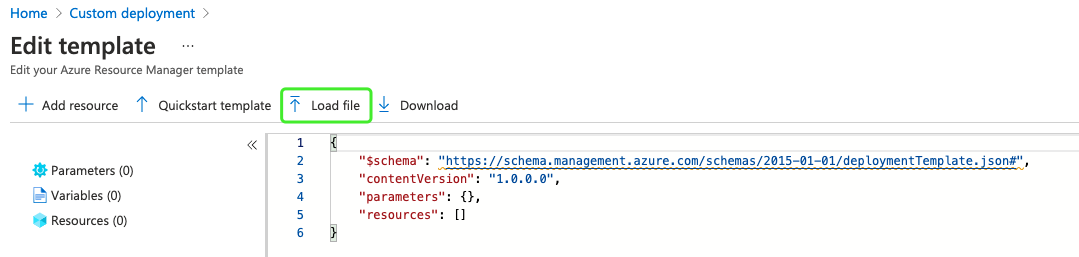 Home > Custom deployment >
Edit template ...
Edit your Azure Resource Manager template
+ Add resource ↑ Quickstart template Load file ↓ Download
«
Parameters (0)
Variables (0)
Resources (0)
1 {
2 "$schema": "https://schema.management.azure.com/schemas/2015-01-01/deploymentTemplate.json#",
3 "contentVersion": "1.0.0.0",
4 "parameters": {},
5 "resources": []
6 }